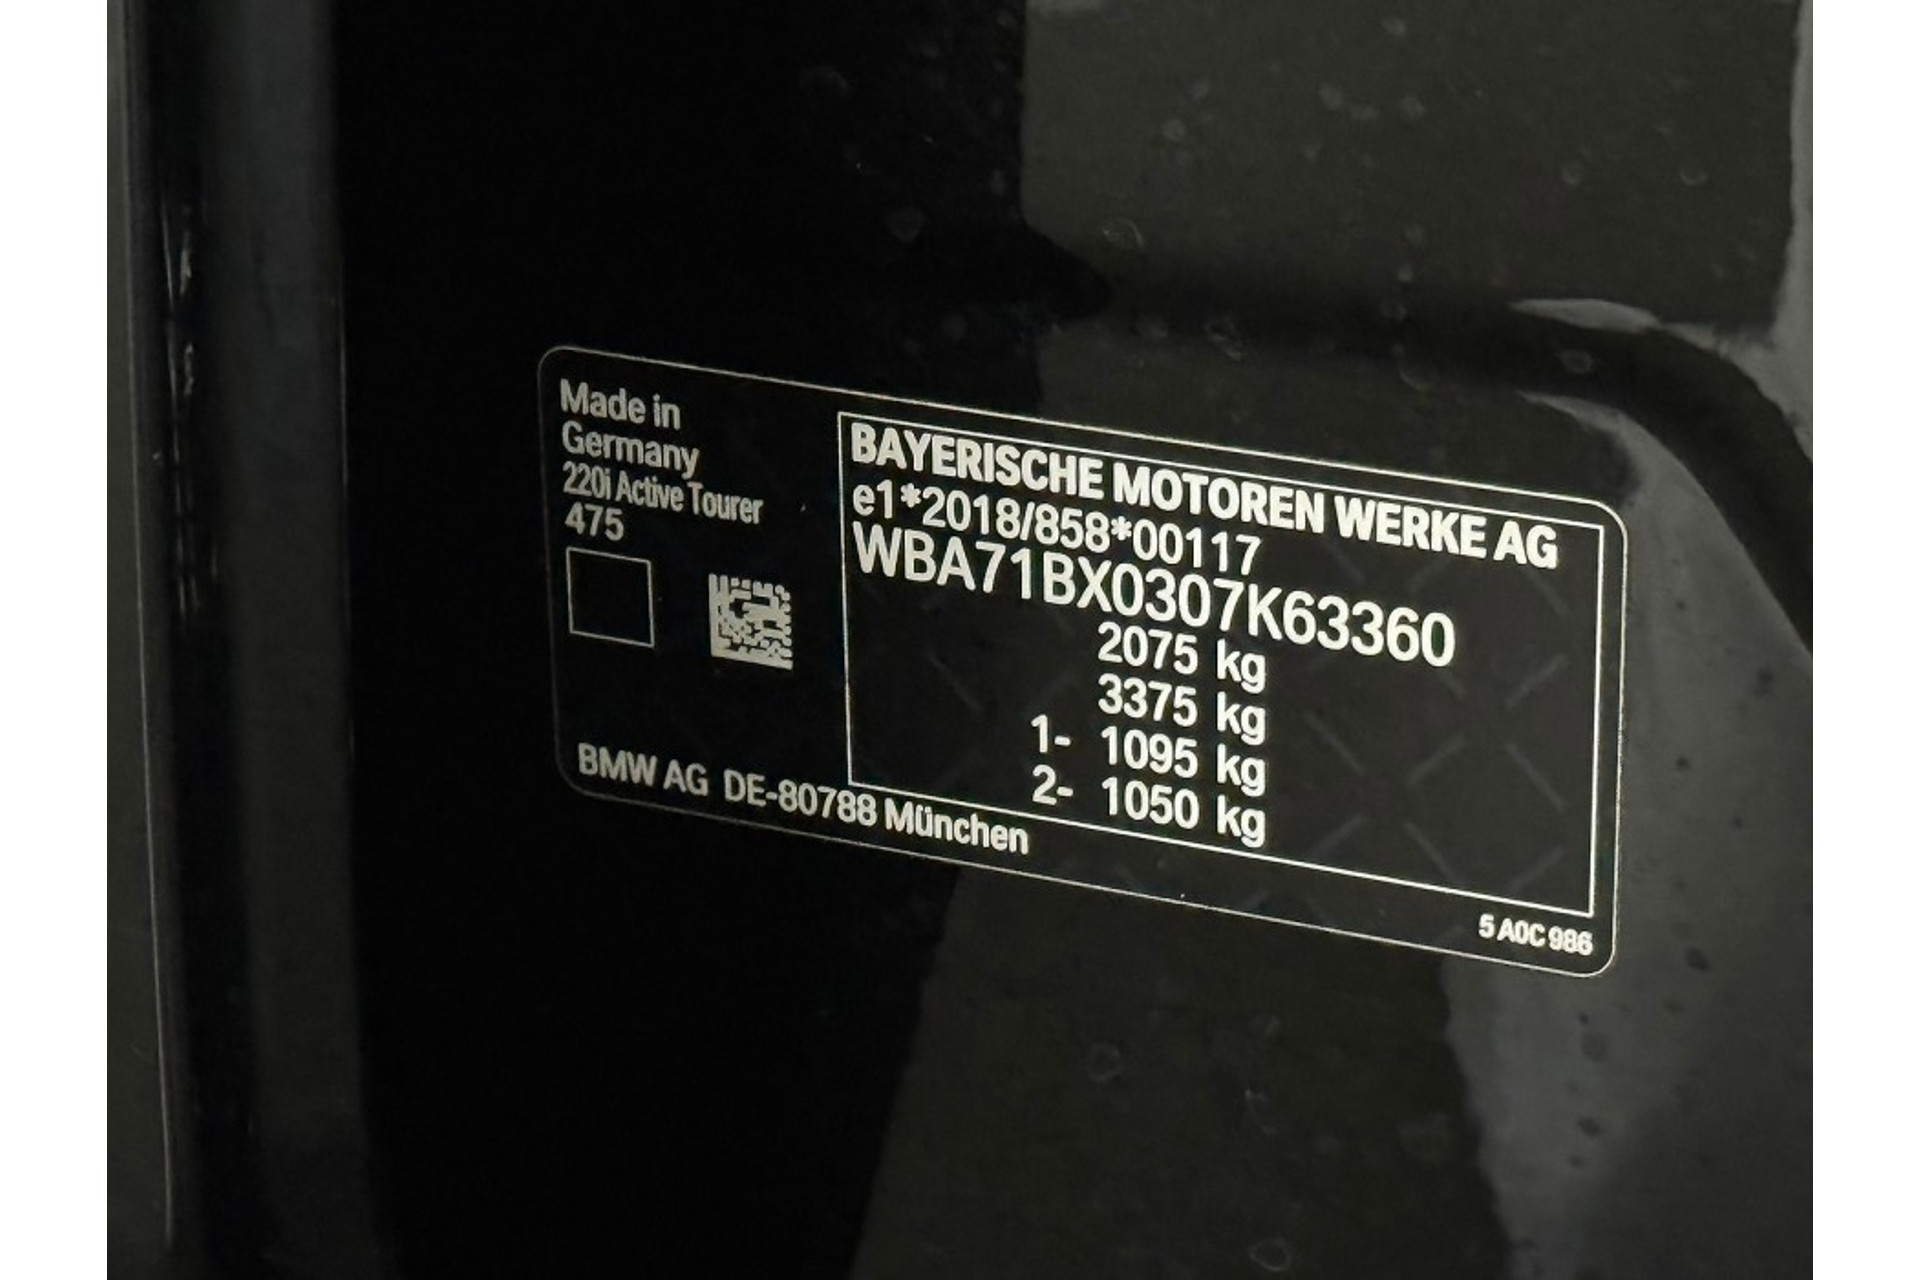 Made in
Germany
220i Active Tourer
475
BMW AG DE-80788 München
BAYERISCHE MOTOREN WERKE AG
e1*2018/858*00117
WBA71BX0307K63360
2075 kg
3375 kg
1- 1095 kg
2- 1050 kg
5 A0C 986